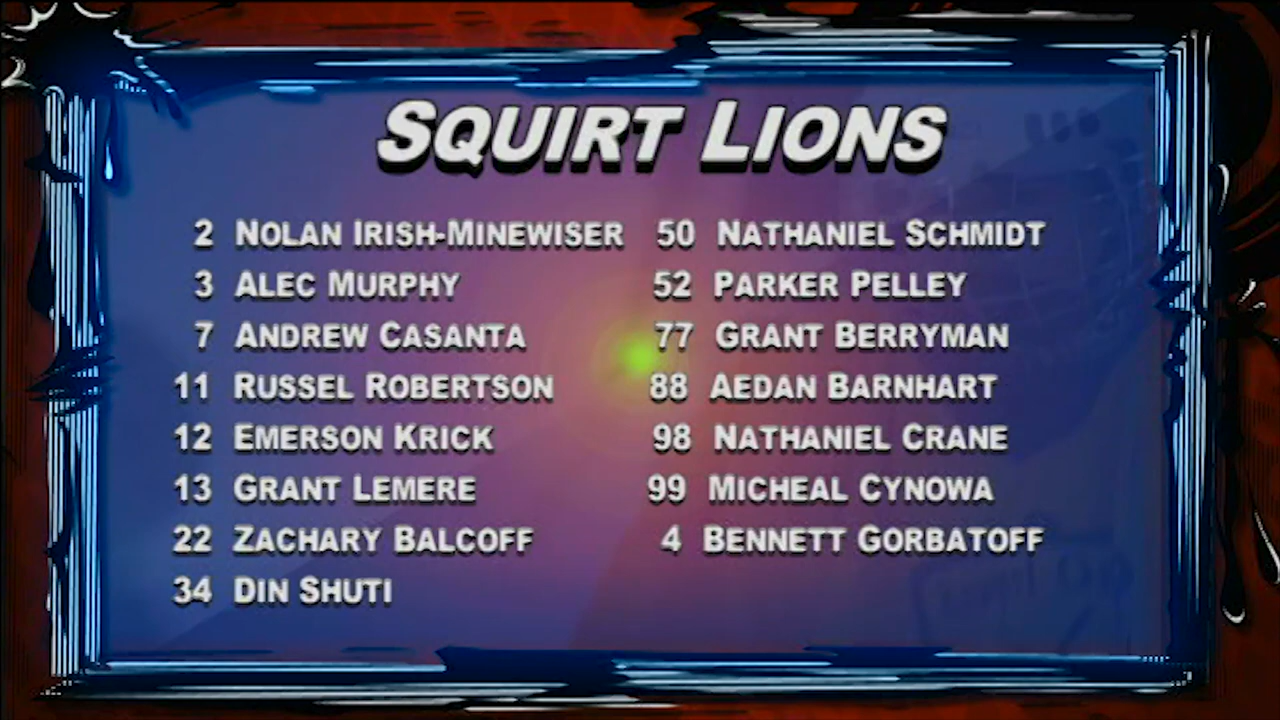 SQUIRT LIONS
2 NOLAN IRISH-MINEWISER
3 ALEC MURPHY
7 ANDREW CASANTA
11 RUSSEL ROBERTSON
12 EMERSON KRICK
13 GRANT LEMERE
22 ZACHARY BALCOFF
34 DIN SHUTI
50 NATHANIEL SCHMIDT
52 PARKER PELLEY
77 GRANT BERRYMAN
88 AEDAN BARNHART
98 NATHANIEL CRANE
99 MICHEAL CYNOWA
4 BENNETT GORBATOFF